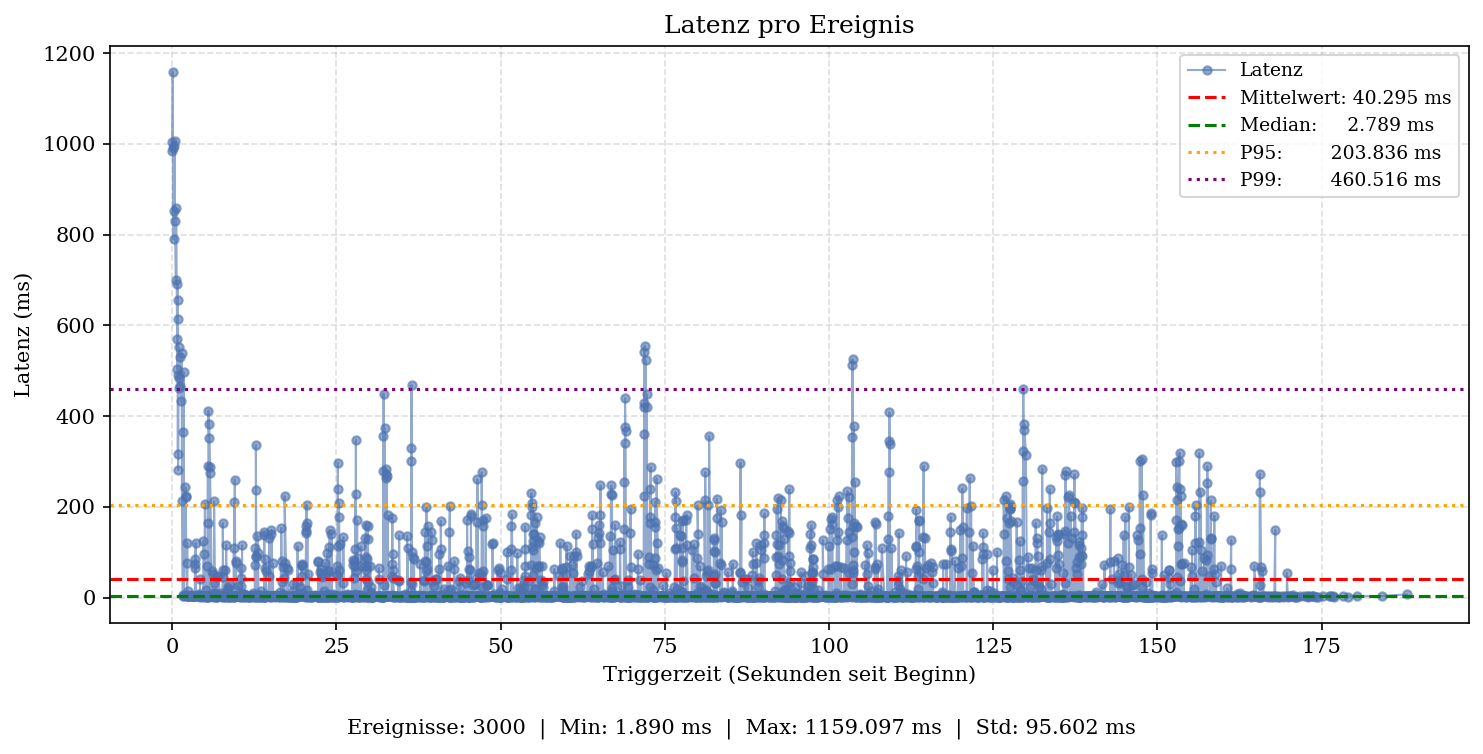 Latenz pro Ereignis
Latenz (ms)
1200
1000
800
600
400
200
0
Latenz
Mittelwert: 40.295 ms
Median: 2.789 ms
P95: 203.836 ms
P99: 460.516 ms
0 25 50 75 100 125 150 175
Triggerzeit (Sekunden seit Beginn)
Ereignisse: 3000 | Min: 1.890 ms | Max: 1159.097 ms | Std: 95.602 ms